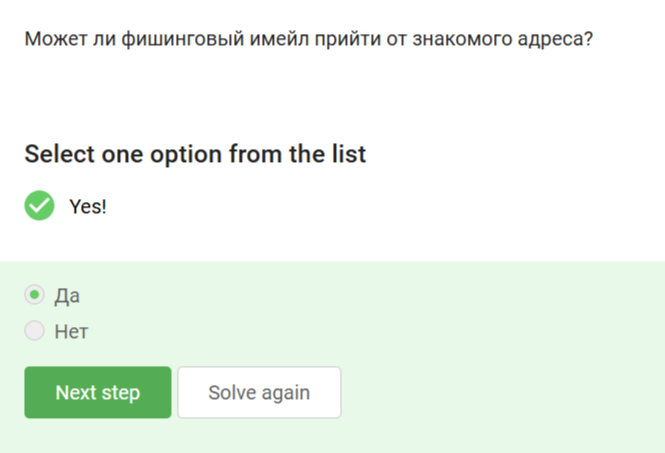 Может ли фишинговый имейл прийти от знакомого адреса?
Select one option from the list
Yes!
Да
Нет
Next step
Solve again